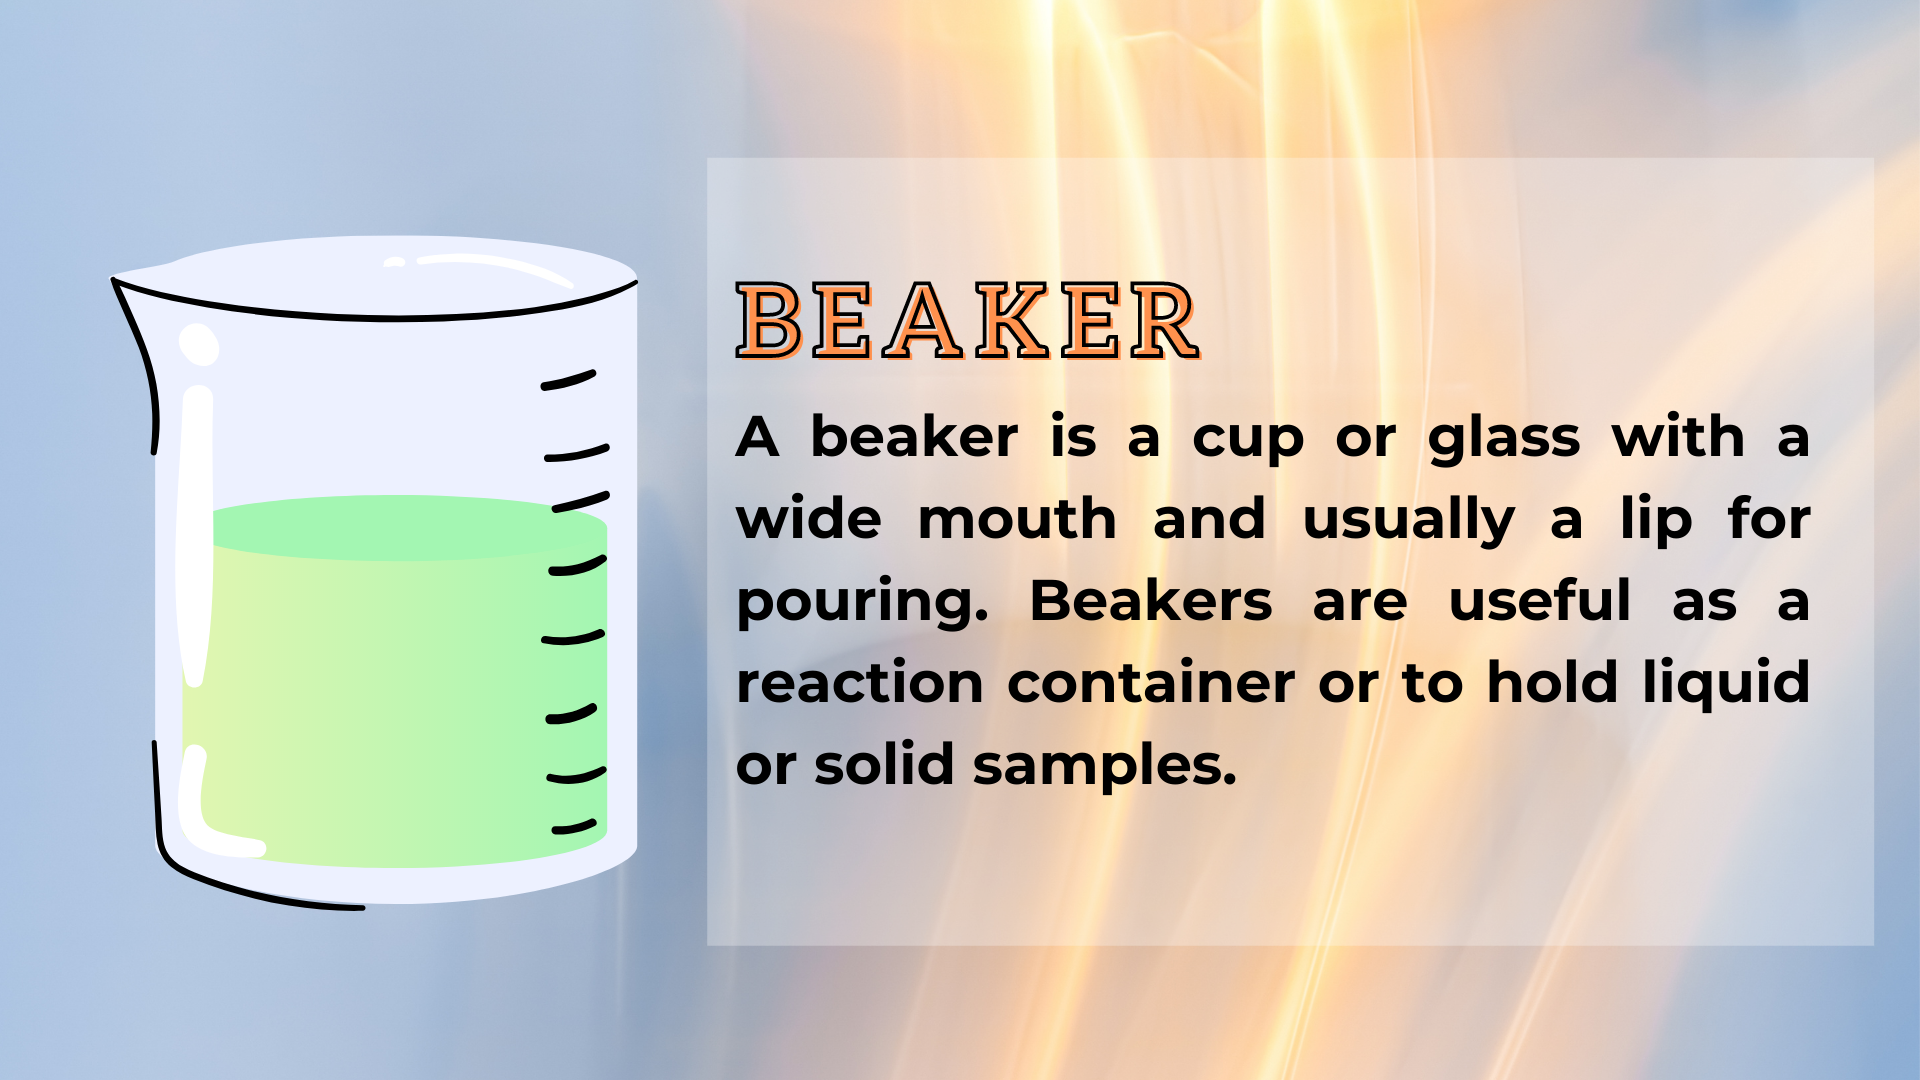 BEAKER
A beaker is a cup or glass with a
wide mouth and usually a lip for
pouring. Beakers are useful as a
reaction container or to hold liquid
or solid samples.